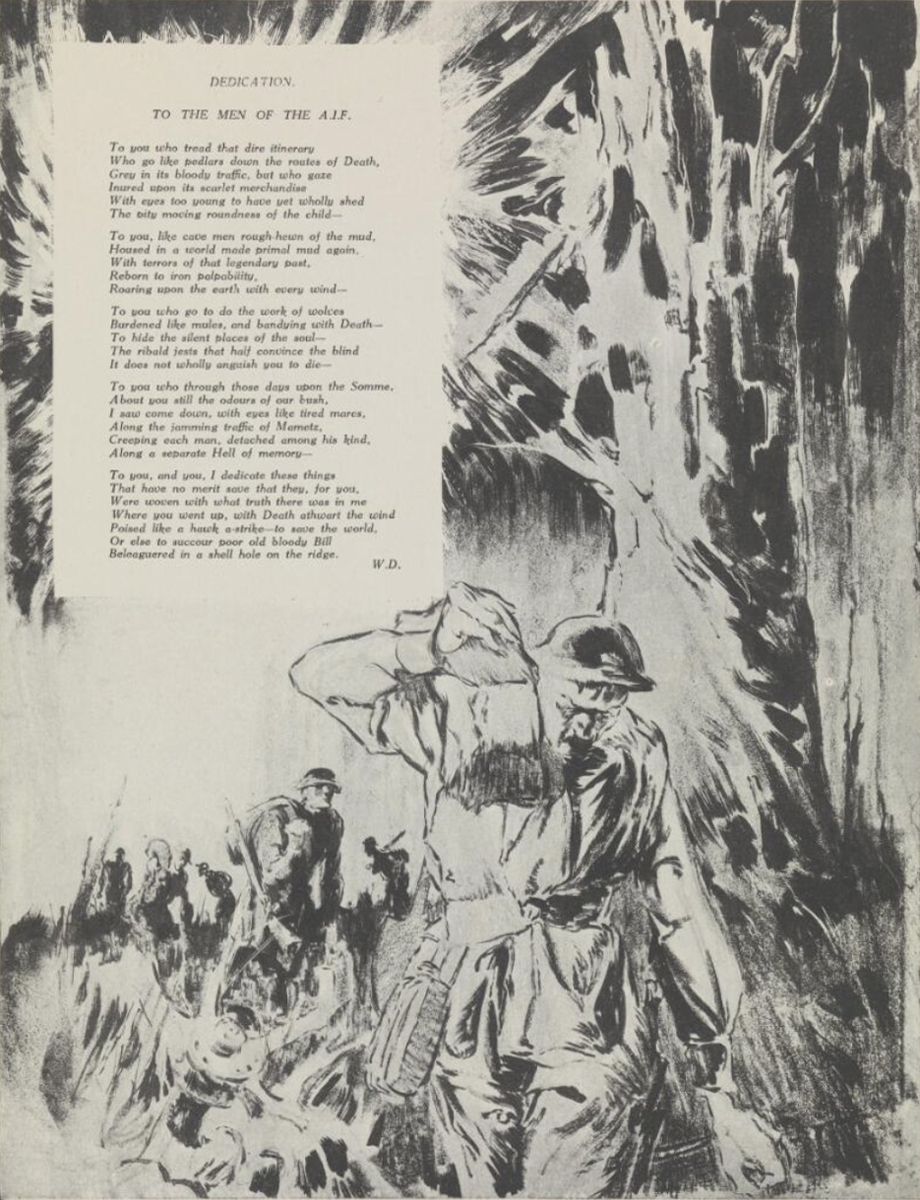 DEDICATION.
TO THE MEN OF THE A.I.F.
To you who tread that dire itinerary
Who go like pedlars down the routes of Death,
Grey in its bloody traffic, but who gaze
Inured upon its scarlet merchandise
With eyes too young to have yet wholly shed
The pity moving roundness of the child—
To you, like cave men rough-hewn of the mud,
Housed in a world made primal mud again,
With terrors of that legendary past,
Reborn to iron palpability,
Roaring upon the earth with every wind—
To you who go to do the work of wolves
Burdened like mules, and bandying with Death—
To hide the silent places of the soul—
The ribald jests that half convince the blind
It does not wholly anguish you to die—
To you who through those days upon the Somme,
About you still the odours of our bush,
I saw come down, with eyes like tired mares,
Along the jamming traffic of Mametz,
Creeping each man, detached among his kind,
Along a separate Hell of memory—
To you, and you, I dedicate these things
That have no merit save that they, for you,
Were woven with what truth there was in me
Where you went up, with Death athwart the wind
Poised like a hawk a-strike—to save the world,
Or else to succour poor old bloody Bill
Beleaguered in a shell hole on the ridge.
W.D.